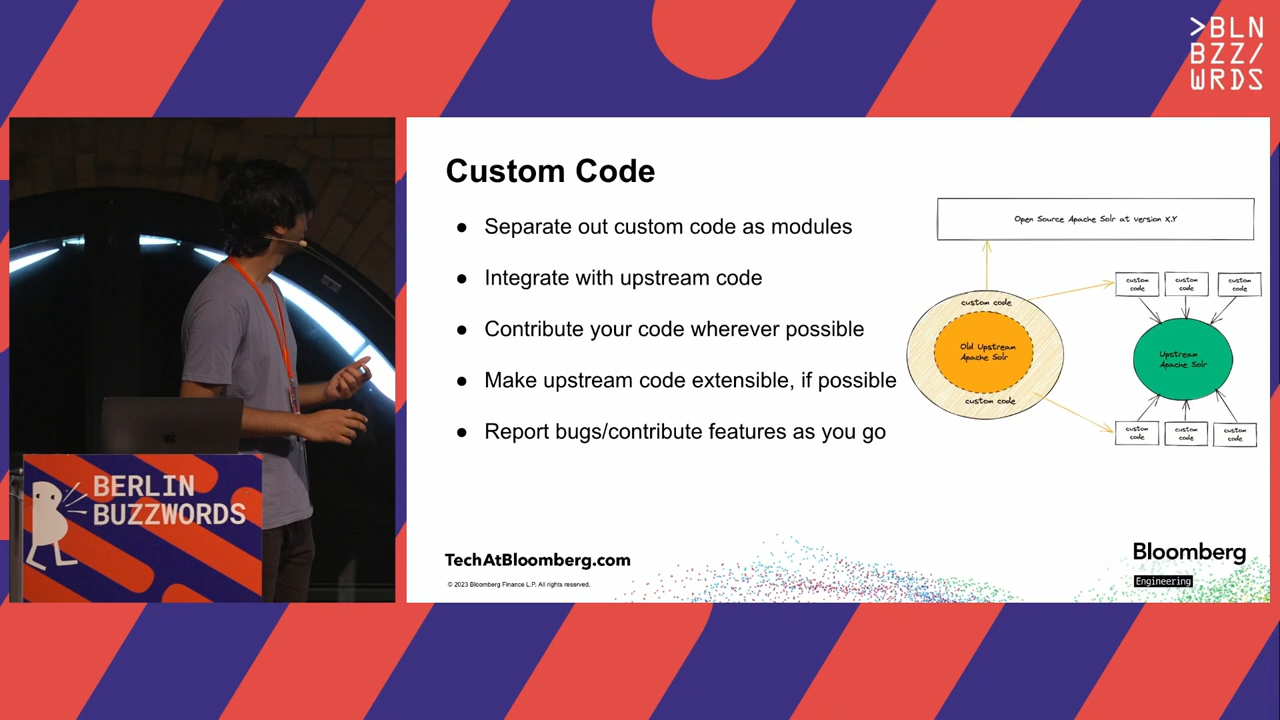 >BLN
BZZ/
WRDS
Custom Code
● Separate out custom code as modules
● Integrate with upstream code
● Contribute your code wherever possible
● Make upstream code extensible, if possible
● Report bugs/contribute features as you go
Open Source Apache Solr at version X.Y
custom code
Old Upstream
Apache Solr
custom code
custom
code
custom
code
custom
code
Upstream
Apache Solr
custom
code
custom
code
custom
code
BERLIN
BUZZWORDS
TechAtBloomberg.com
© 2023 Bloomberg Finance L.P. All rights reserved.
Bloomberg
Engineering